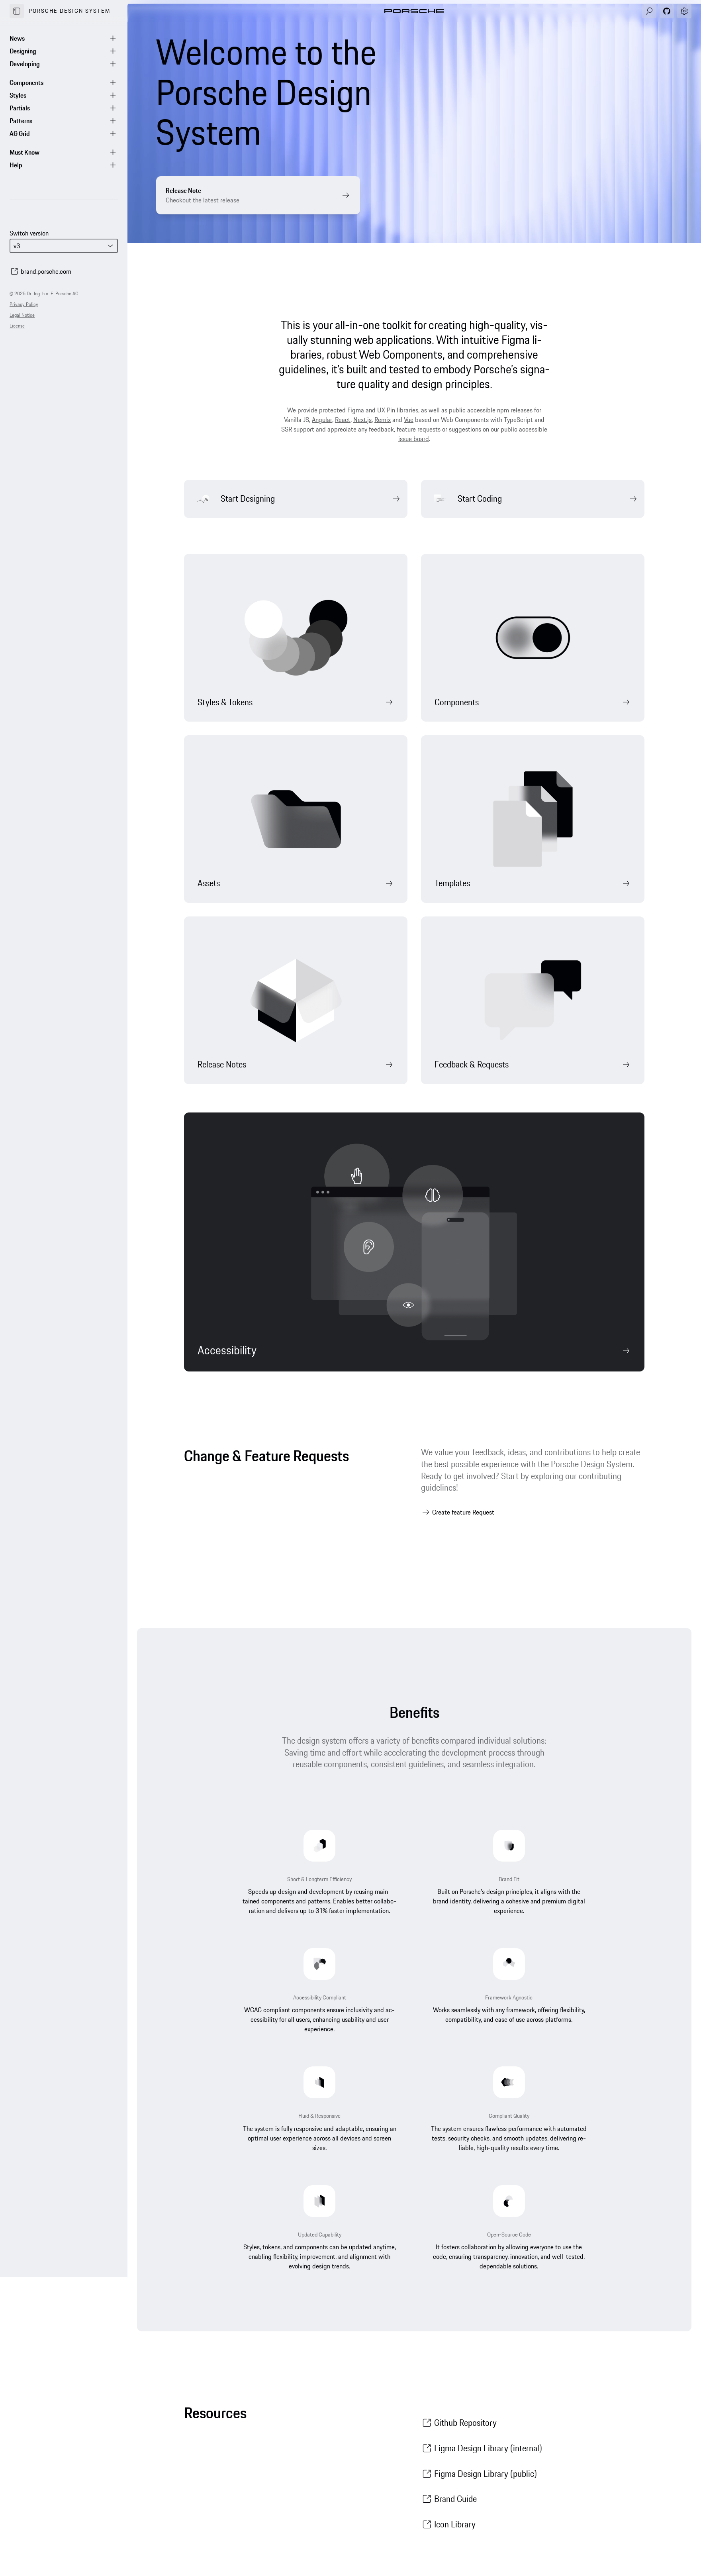 PORSCHE DESIGN SYSTEM
PORSCHE
News
Designing
Developing
Components
Styles
Partials
Patterns
AG Grid
Must Know
Help
Switch version
v3
brand.porsche.com
© 2025 Dr. Ing. h.c. F. Porsche AG.
Privacy Policy
Legal Notice
License
Welcome to the
Porsche Design
System
Release Note
Checkout the latest release
This is your all-in-one toolkit for creating high-quality, vis-
ually stunning web applications. With intuitive Figma li-
braries, robust Web Components, and comprehensive
guidelines, it's built and tested to embody Porsche's signa-
ture quality and design principles.
We provide protected Figma and UX Pin libraries, as well as public accessible npm releases for
Vanilla JS, Angular, React, Next.js, Remix and Vue based on Web Components with TypeScript and
SSR support and appreciate any feedback, feature requests or suggestions on our public accessible
issue board.
Start Designing
Start Coding
Styles & Tokens
Components
Assets
Templates
Release Notes
Feedback & Requests
Accessibility
Change & Feature Requests
We value your feedback, ideas, and contributions to help create
the best possible experience with the Porsche Design System.
Ready to get involved? Start by exploring our contributing
guidelines!
Create feature Request
Benefits
The design system offers a variety of benefits compared individual solutions:
Saving time and effort while accelerating the development process through
reusable components, consistent guidelines, and seamless integration.
Short & Longterm Efficiency
Speeds up design and development by reusing main-
tained components and patterns. Enables better collabo-
ration and delivers up to 31% faster implementation.
Brand Fit
Built on Porsche's design principles, it aligns with the
brand identity, delivering a cohesive and premium digital
experience.
Accessibility Compliant
WCAG compliant components ensure inclusivity and ac-
cessibility for all users, enhancing usability and user
experience.
Framework Agnostic
Works seamlessly with any framework, offering flexibility,
compatibility, and ease of use across platforms.
Fluid & Responsive
The system is fully responsive and adaptable, ensuring an
optimal user experience across all devices and screen
sizes.
Compliant Quality
The system ensures flawless performance with automated
tests, security checks, and smooth updates, delivering re-
liable, high-quality results every time.
Updated Capability
Styles, tokens, and components can be updated anytime,
enabling flexibility, improvement, and alignment with
evolving design trends.
Open-Source Code
It fosters collaboration by allowing everyone to use the
code, ensuring transparency, innovation, and well-tested,
dependable solutions.
Resources
Github Repository
Figma Design Library (internal)
Figma Design Library (public)
Brand Guide
Icon Library